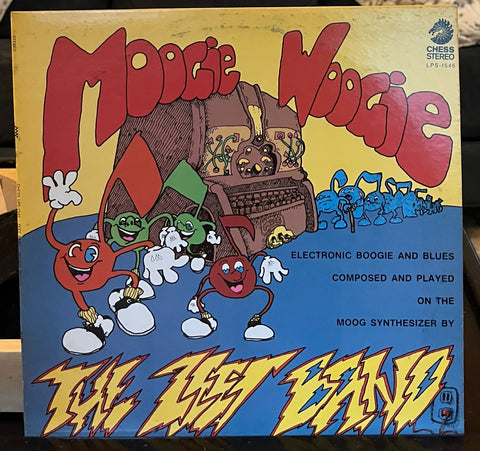 MOOGIE WOOGIE
CHESS
STEREO
LPS-1545
ELECTRONIC BOOGIE AND BLUES
COMPOSED AND PLAYED
ON THE
MOOG SYNTHESIZER BY
THE ZEET BAND